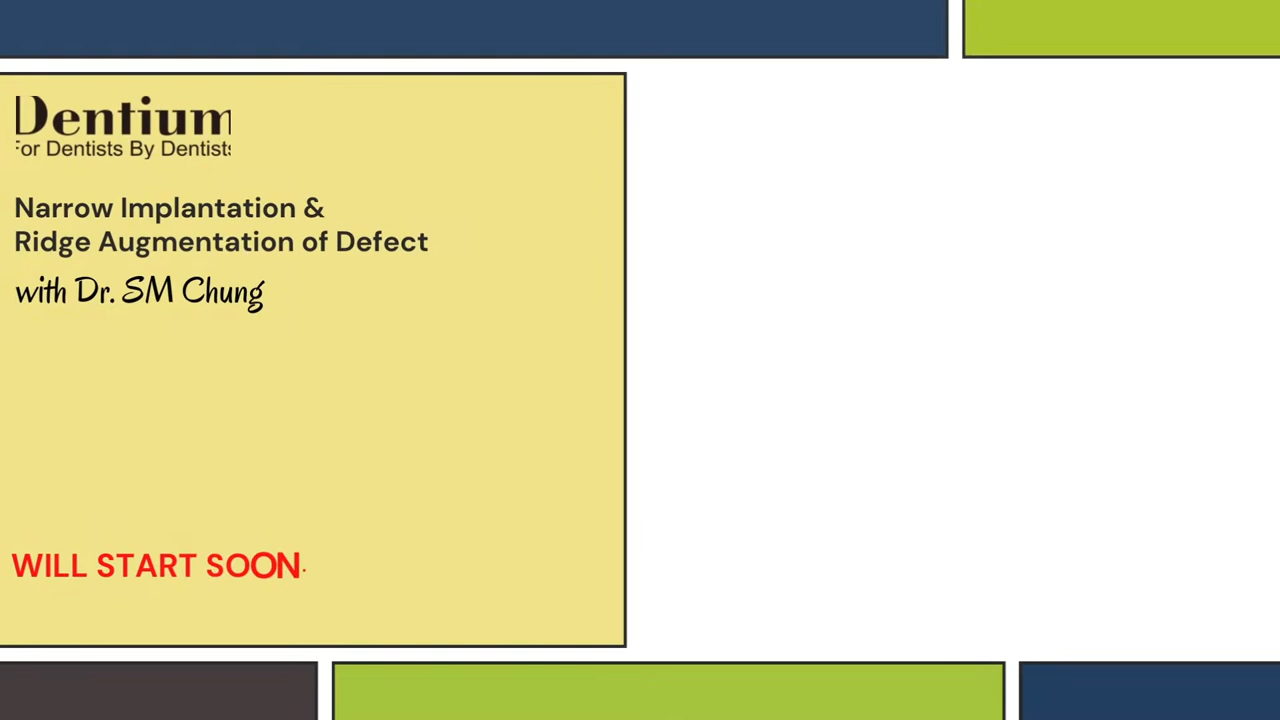 Dentium
For Dentists By Dentists
Narrow Implantation &
Ridge Augmentation of Defect
with Dr. SM Chung
WILL START SOON.